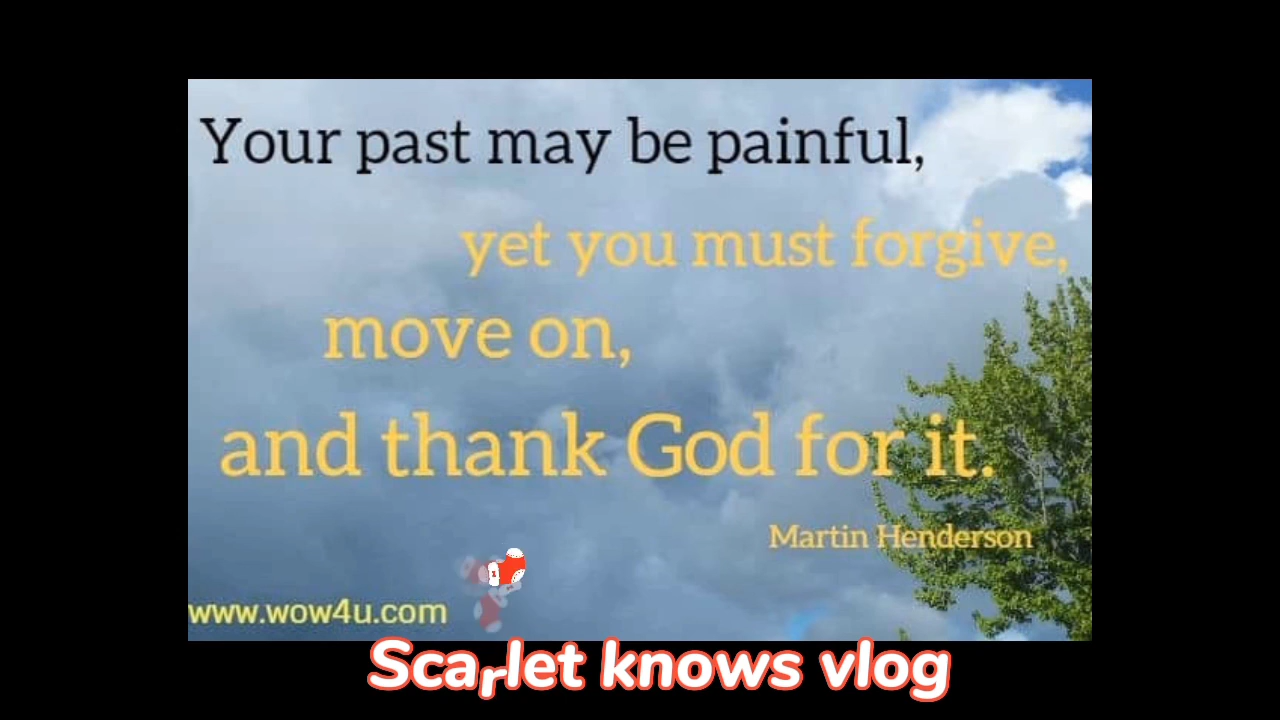 Your past may be painful,
yet you must forgive,
move on,
and thank God for it.
Martin Henderson
www.wow4u.com
Scarlet knows vlog